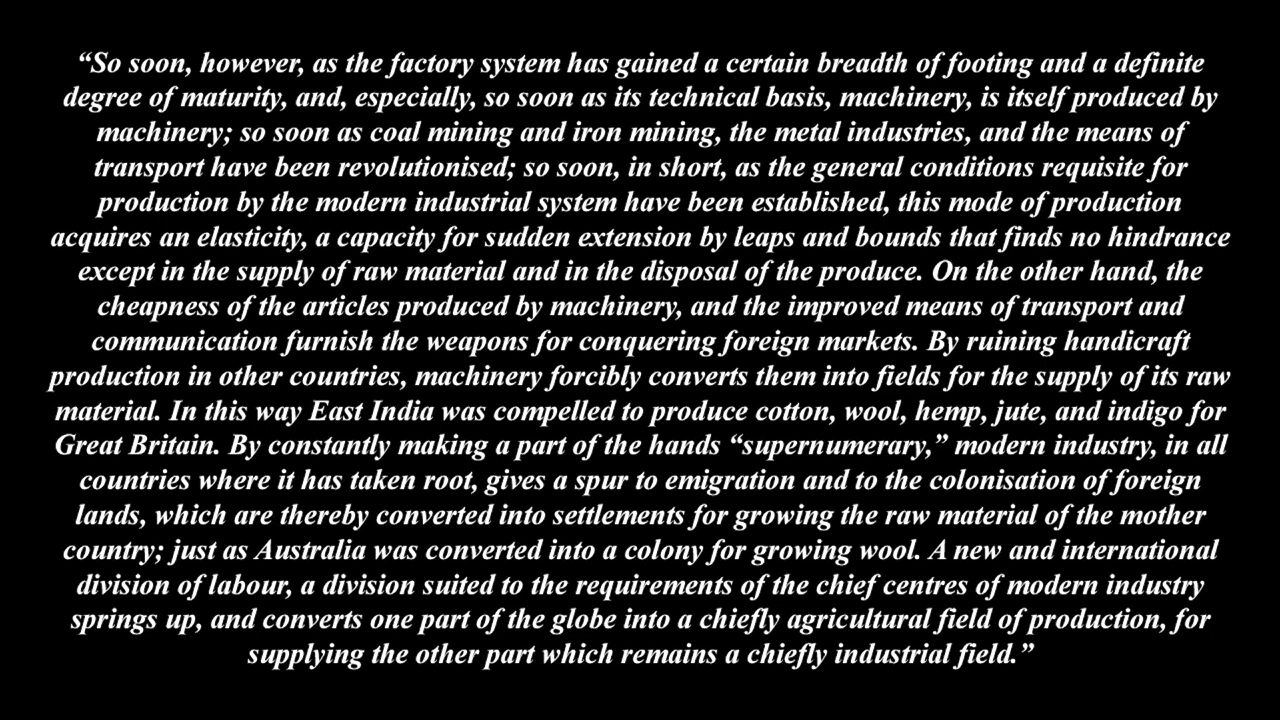 “So soon, however, as the factory system has gained a certain breadth of footing and a definite
degree of maturity, and, especially, so soon as its technical basis, machinery, is itself produced by
machinery; so soon as coal mining and iron mining, the metal industries, and the means of
transport have been revolutionised; so soon, in short, as the general conditions requisite for
production by the modern industrial system have been established, this mode of production
acquires an elasticity, a capacity for sudden extension by leaps and bounds that finds no hindrance
except in the supply of raw material and in the disposal of the produce. On the other hand, the
cheapness of the articles produced by machinery, and the improved means of transport and
communication furnish the weapons for conquering foreign markets. By ruining handicraft
production in other countries, machinery forcibly converts them into fields for the supply of its raw
material. In this way East India was compelled to produce cotton, wool, hemp, jute, and indigo for
Great Britain. By constantly making a part of the hands “supernumerary,” modern industry, in all
countries where it has taken root, gives a spur to emigration and to the colonisation of foreign
lands, which are thereby converted into settlements for growing the raw material of the mother
country; just as Australia was converted into a colony for growing wool. A new and international
division of labour, a division suited to the requirements of the chief centres of modern industry
springs up, and converts one part of the globe into a chiefly agricultural field of production, for
supplying the other part which remains a chiefly industrial field.”